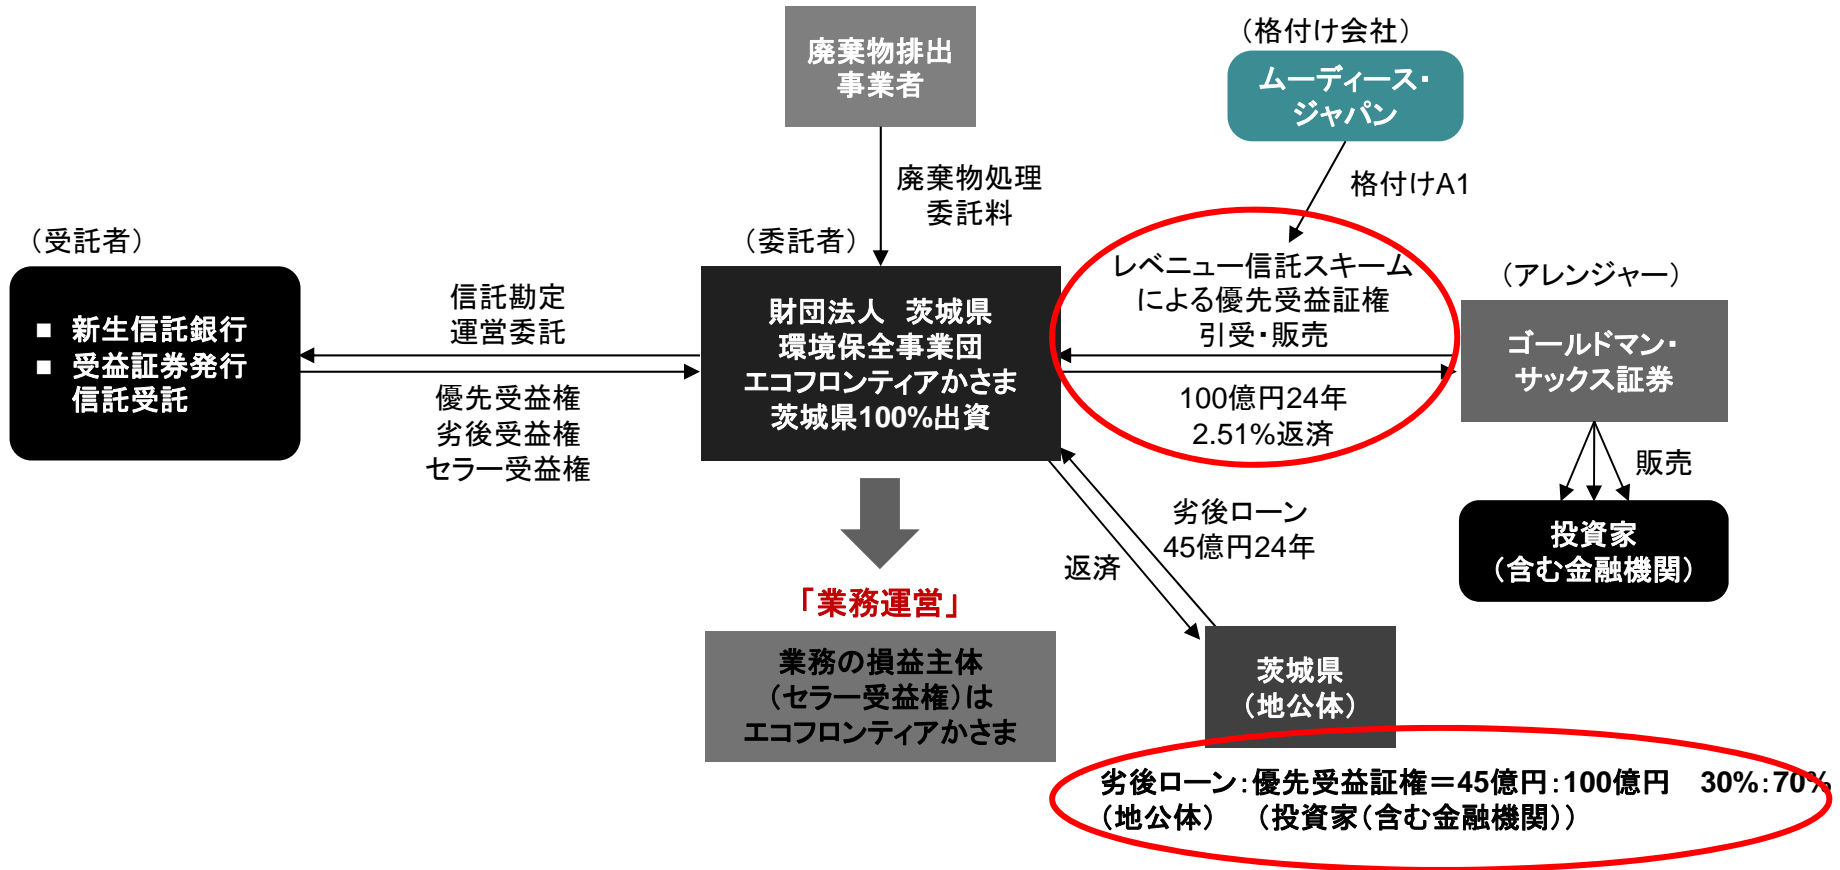 （格付け会社）
廃棄物排出
事業者
ムーディース・
ジャパン
廃棄物処理
委託料
格付けA1
（受託者）
（委託者）
（アレンジャー）
■ 新生信託銀行
■ 受益証券発行
信託受託
信託勘定
運営委託
優先受益権
劣後受益権
セラー受益権
財団法人　茨城県
環境保全事業団
エコフロンティアかさま
茨城県100%出資
レベニュー信託スキーム
による優先受益証権
引受・販売
100億円24年
2.51%返済
ゴールドマン・
サックス証券
販売
投資家
（含む金融機関）
劣後ローン
45億円24年
返済
「業務運営」
業務の損益主体
（セラー受益権）は
エコフロンティアかさま
茨城県
（地公体）
劣後ローン：優先受益証権＝45億円：100億円　30%：70%
（地公体）　（投資家（含む金融機関））